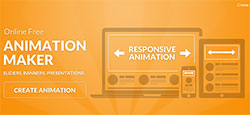 Online Free
ANIMATION
MAKER
SLIDERS, BANNERS, PRESENTATIONS
CREATE ANIMATION
RESPONSIVE
ANIMATION